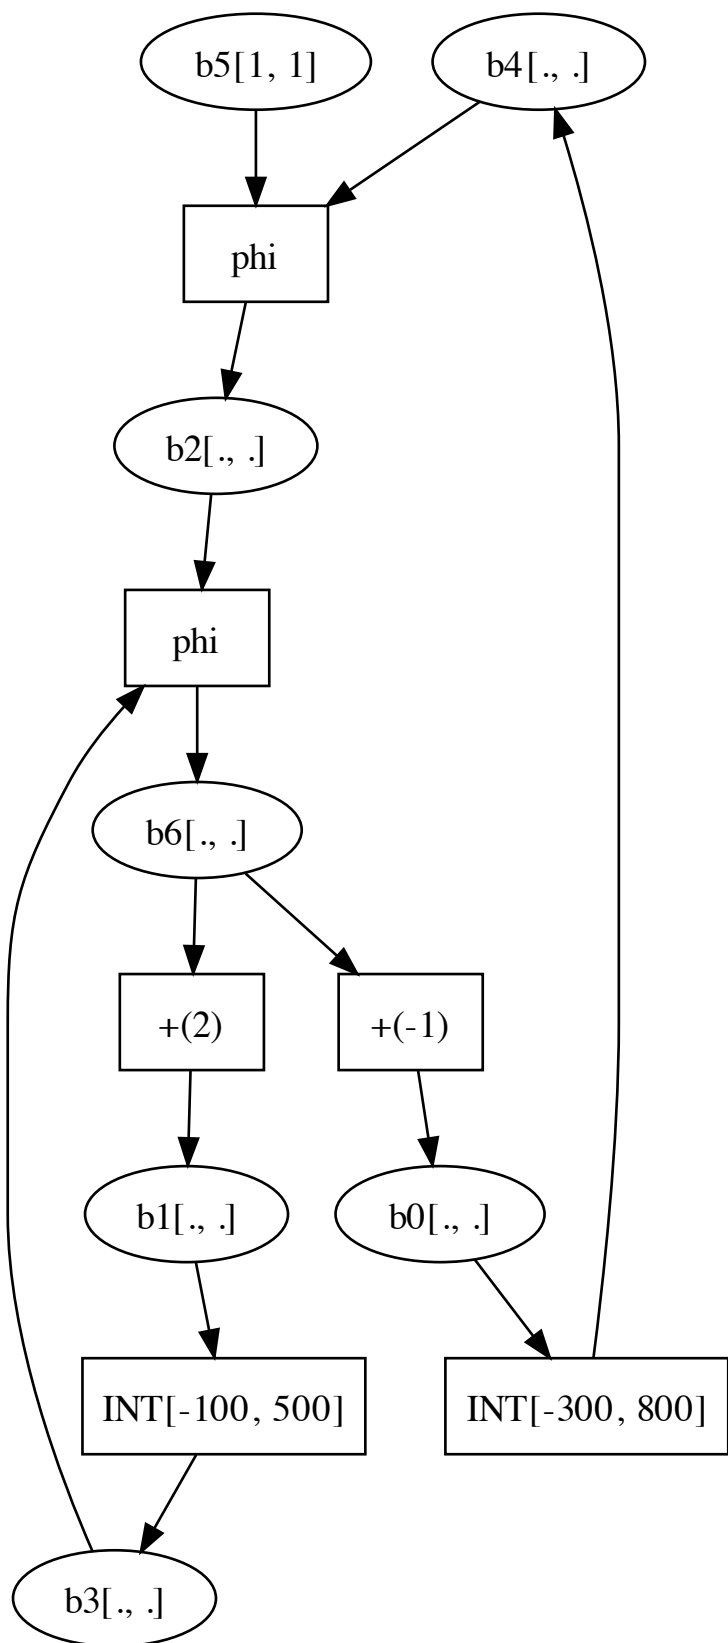 b5[1, 1]
b4[., .]
phi
b2[., .]
phi
b6[., .]
+(2)
+(-1)
b1[., .]
b0[., .]
INT[-100, 500]
INT[-300, 800]
b3[., .]